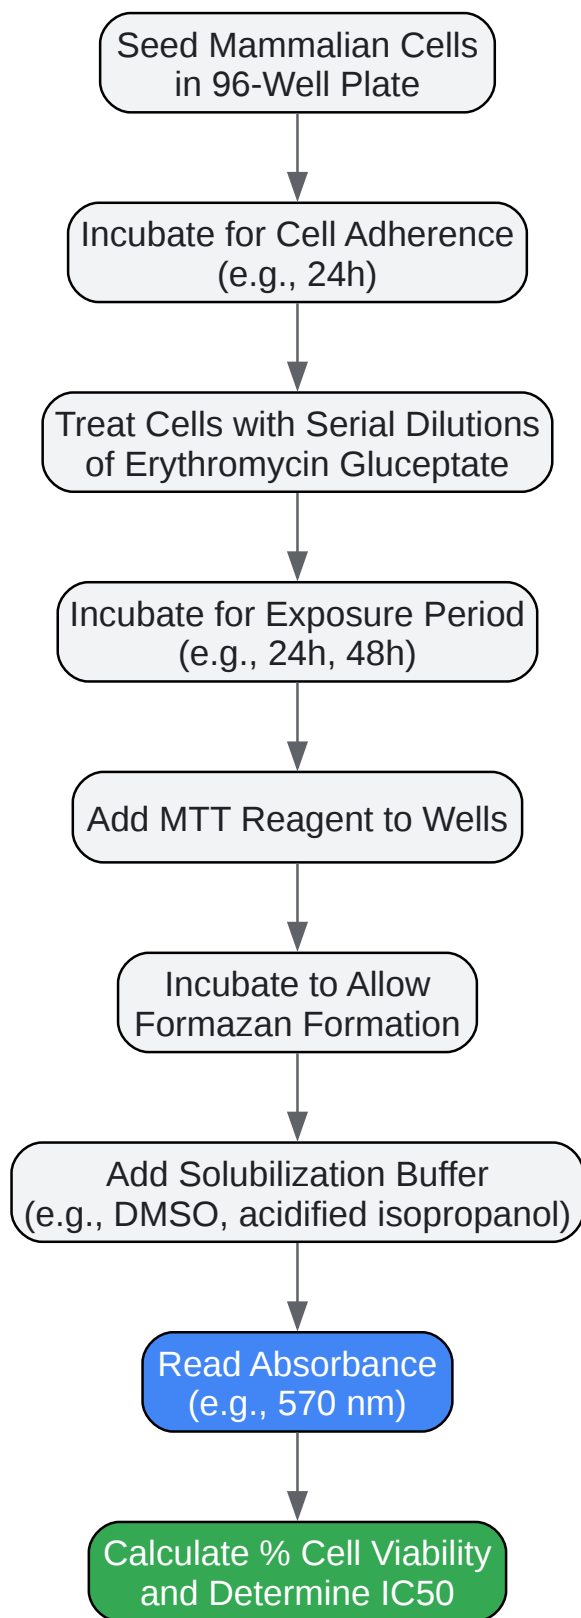 Seed Mammalian Cells
in 96-Well Plate
Incubate for Cell Adherence
(e.g., 24h)
Treat Cells with Serial Dilutions
of Erythromycin Gluceptate
Incubate for Exposure Period
(e.g., 24h, 48h)
Add MTT Reagent to Wells
Incubate to Allow
Formazan Formation
Add Solubilization Buffer
(e.g., DMSO, acidified isopropanol)
Read Absorbance
(e.g., 570 nm)
Calculate % Cell Viability
and Determine IC50